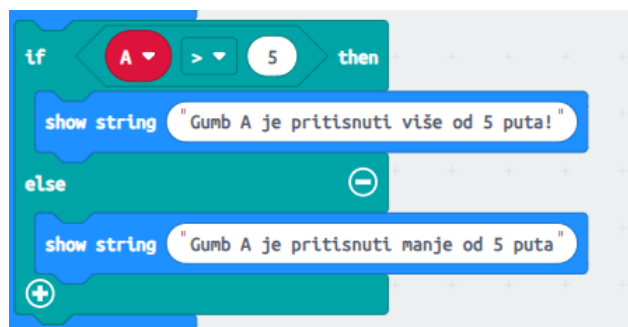 if A > 5 then
show string "Gumb A je pritisnuti više od 5 puta!"
else
show string "Gumb A je pritisnuti manje od 5 puta"